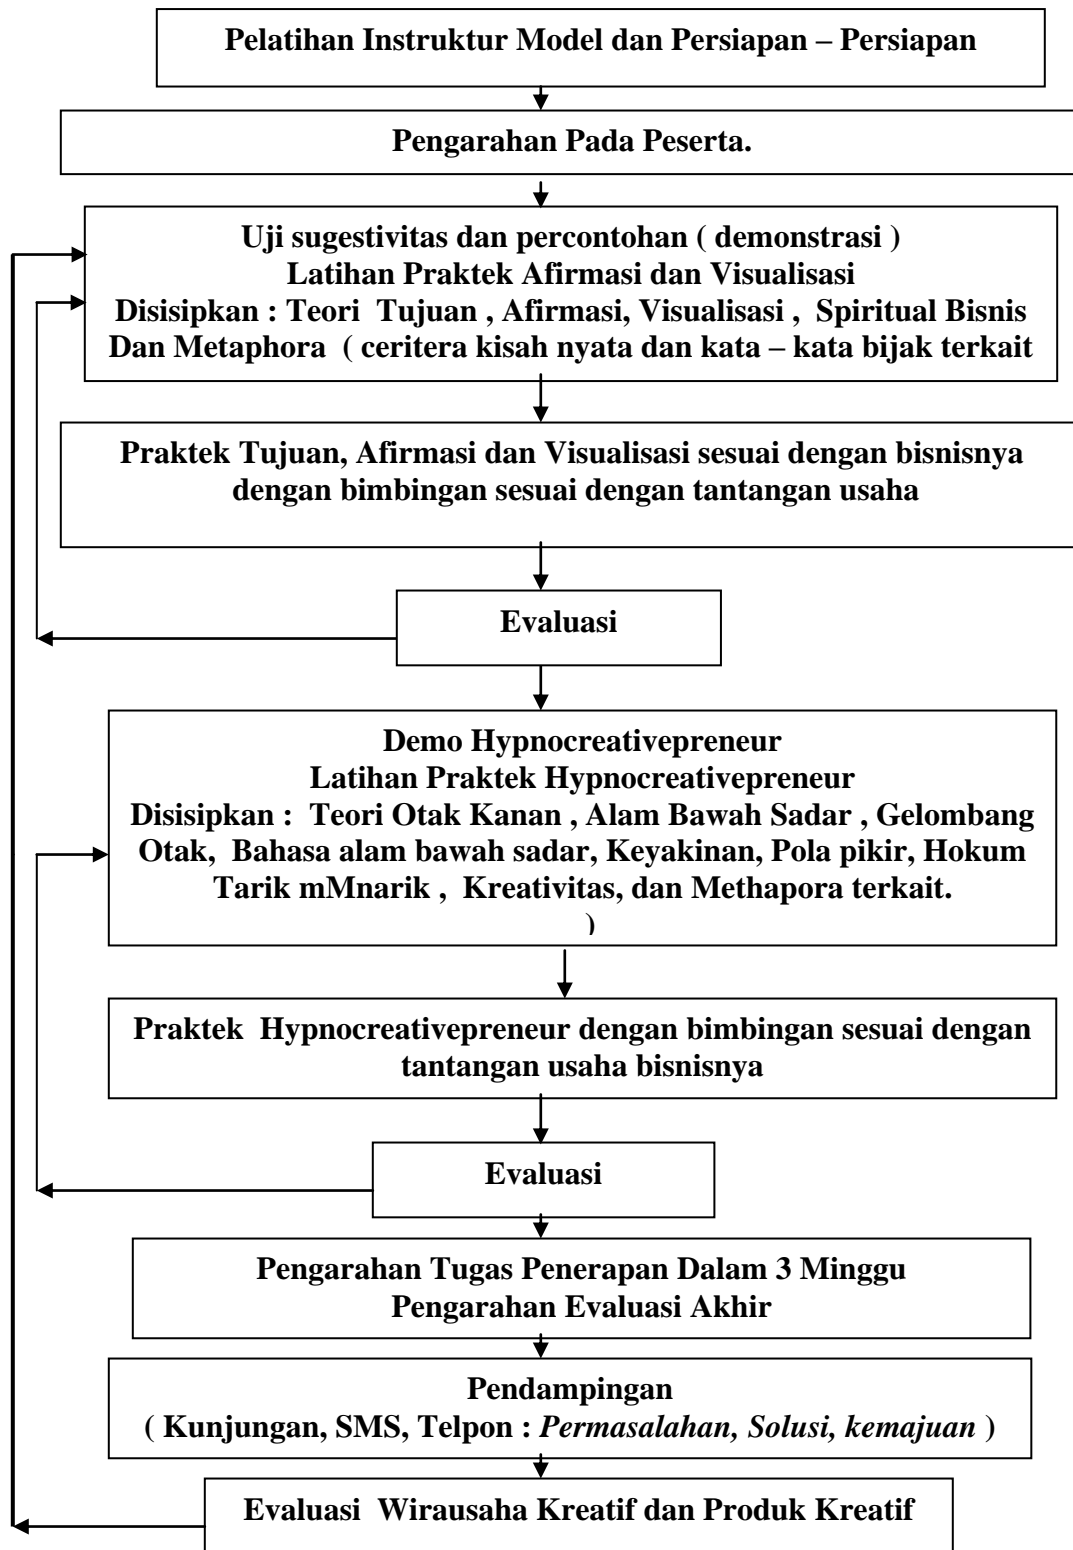 Pelatihan Instruktur Model dan Persiapan – Persiapan
Pengarahan Pada Peserta.
Uji sugestivitas dan percontohan ( demonstrasi )
Latihan Praktek Afirmasi dan Visualisasi
Disisipkan : Teori Tujuan , Afirmasi, Visualisasi , Spiritual Bisnis
Dan Metaphora ( ceritera kisah nyata dan kata – kata bijak terkait
Praktek Tujuan, Afirmasi dan Visualisasi sesuai dengan bisnisnya
dengan bimbingan sesuai dengan tantangan usaha
Evaluasi
Demo Hypnocreativepreneur
Latihan Praktek Hypnocreativepreneur
Disisipkan : Teori Otak Kanan , Alam Bawah Sadar , Gelombang
Otak, Bahasa alam bawah sadar, Keyakinan, Pola pikir, Hokum
Tarik mMnarik , Kreativitas, dan Methapora terkait.
)
Praktek Hypnocreativepreneur dengan bimbingan sesuai dengan
tantangan usaha bisnisnya
Evaluasi
Pengarahan Tugas Penerapan Dalam 3 Minggu
Pengarahan Evaluasi Akhir
Pendampingan
( Kunjungan, SMS, Telpon : Permasalahan, Solusi, kemajuan )
Evaluasi Wirausaha Kreatif dan Produk Kreatif